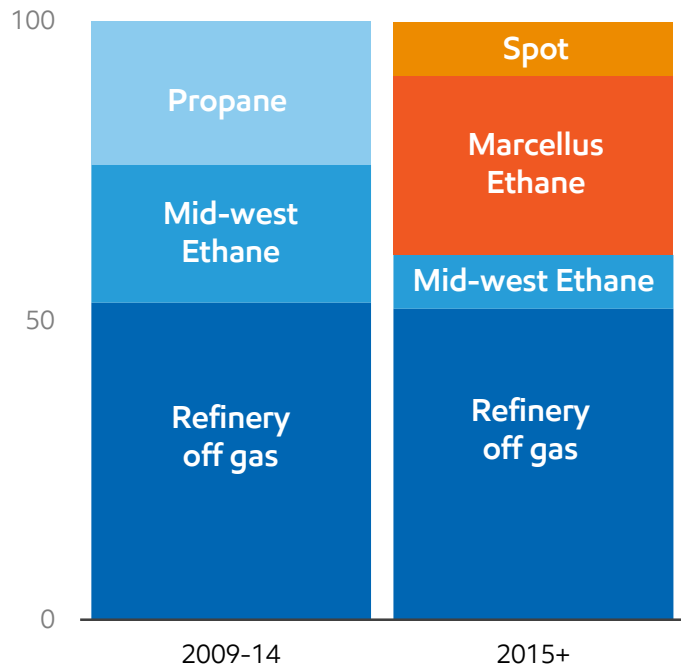 100
Propane
Mid-west
Ethane
Refinery
off gas
Spot
Marcellus
Ethane
Mid-west Ethane
Refinery
off gas
50
0
2009-14
2015+